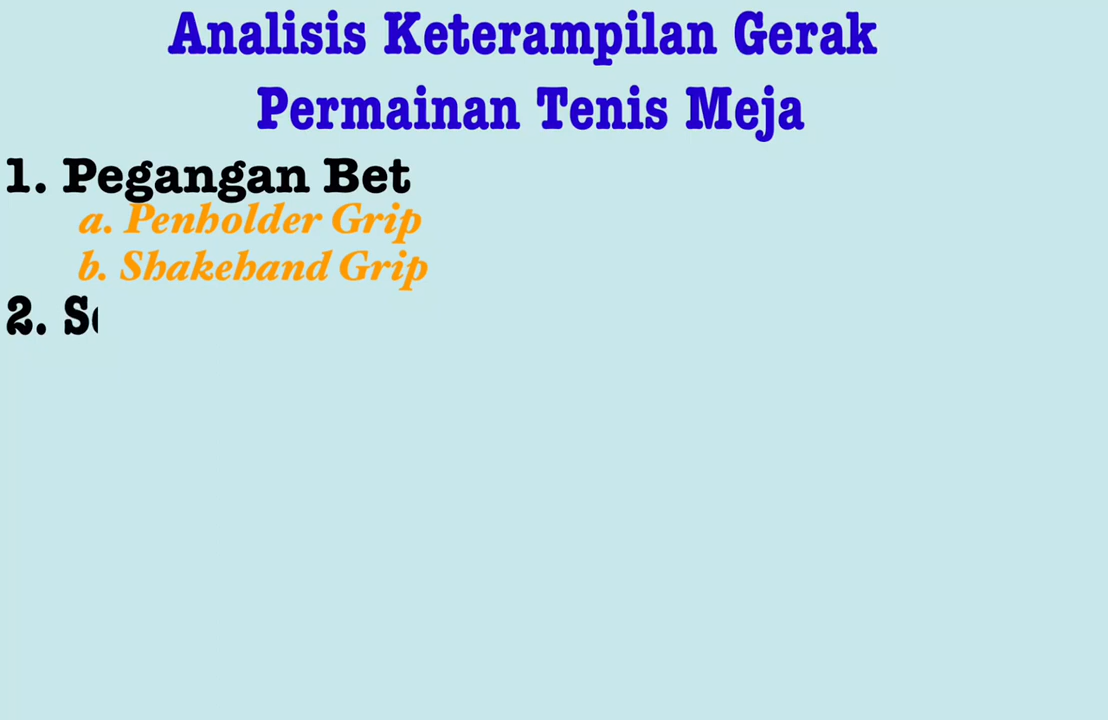 Analisis Keterampilan Gerak
Permainan Tenis Meja
1. Pegangan Bet
a. Penholder Grip
b. Shakehand Grip
2.